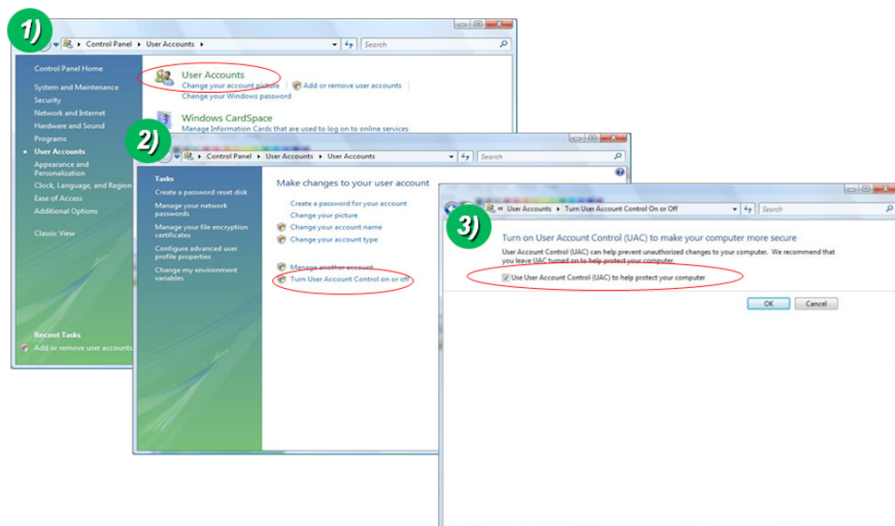 1)
Control Panel ▸ User Accounts ▸
Search
Control Panel Home
System and Maintenance
Security
Network and Internet
Hardware and Sound
Programs
User Accounts
Appearance and
Personalization
Clock, Language, and Region
Ease of Access
Additional Options
Classic View
Recent Tasks
Add or remove user accounts
User Accounts
Change your account picture
Add or remove user accounts
Change your Windows password
Windows CardSpace
Manage Information Cards that are used to log on to online services
2)
Control Panel ▸ User Accounts ▸ User Accounts
Search
Tasks
Create a password reset disk
Manage your network
passwords
Manage your file encryption
certificates
Configure advanced user
profile properties
Change my environment
variables
Make changes to your user account
Create a password for your account
Change your picture
Change your account name
Change your account type
Manage another account
Turn User Account Control on or off
3)
« User Accounts ▸ Turn User Account Control On or Off
Search
Turn on User Account Control (UAC) to make your computer more secure
User Account Control (UAC) can help prevent unauthorized changes to your computer. We recommend that
you leave UAC turned on to help protect your computer.
Use User Account Control (UAC) to help protect your computer
OK
Cancel